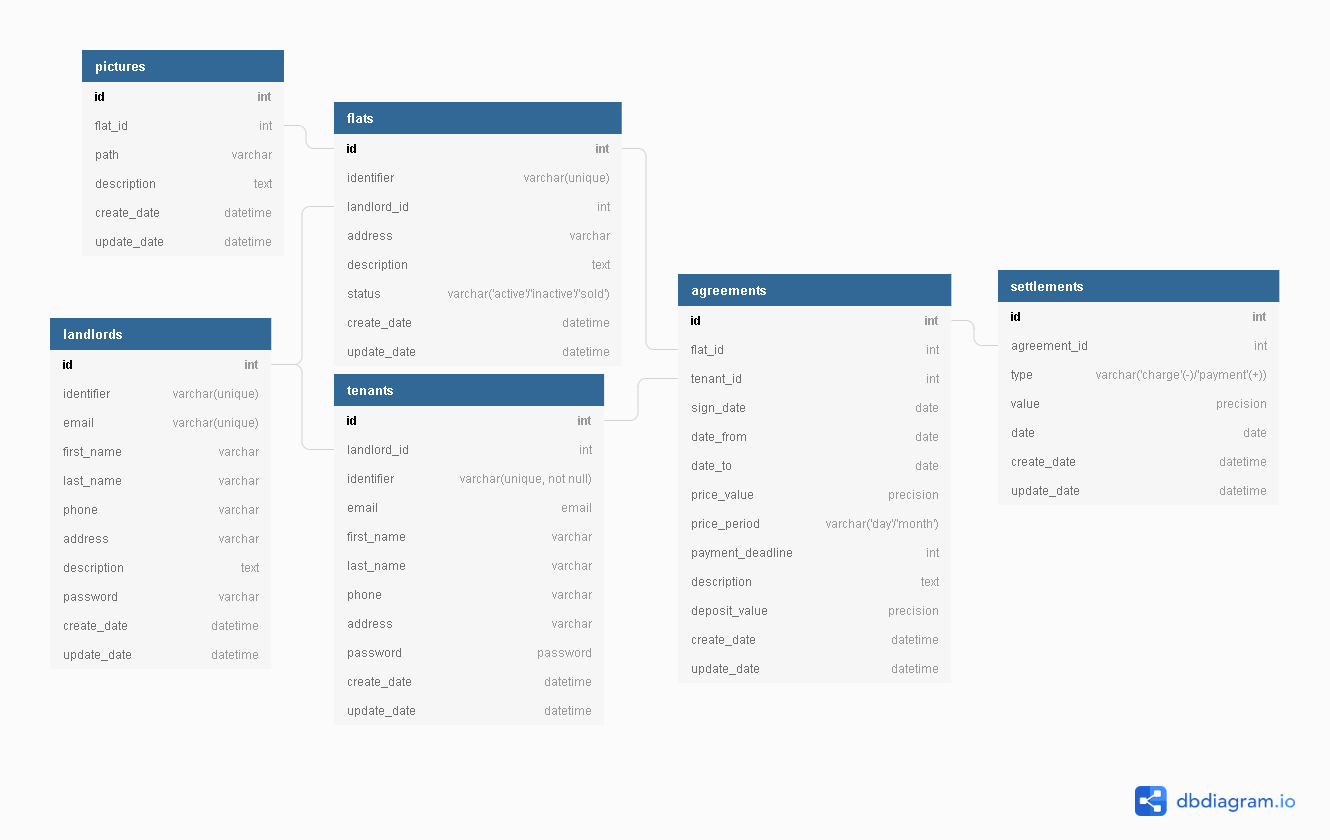 pictures
id int
flat_id int
path varchar
description text
create_date datetime
update_date datetime
flats
id int
identifier varchar(unique)
landlord_id int
address varchar
description text
status varchar('active'/'inactive'/'sold')
create_date datetime
update_date datetime
landlords
id int
identifier varchar(unique)
email varchar(unique)
first_name varchar
last_name varchar
phone varchar
address varchar
description text
password varchar
create_date datetime
update_date datetime
tenants
id int
landlord_id int
identifier varchar(unique, not null)
email email
first_name varchar
last_name varchar
phone varchar
address varchar
password password
create_date datetime
update_date datetime
agreements
id int
flat_id int
tenant_id int
sign_date date
date_from date
date_to date
price_value precision
price_period varchar('day'/'month')
payment_deadline int
description text
deposit_value precision
create_date datetime
update_date datetime
settlements
id int
agreement_id int
type varchar('charge'(-)/'payment'(+))
value precision
date date
create_date datetime
update_date datetime
dbdiagram.io